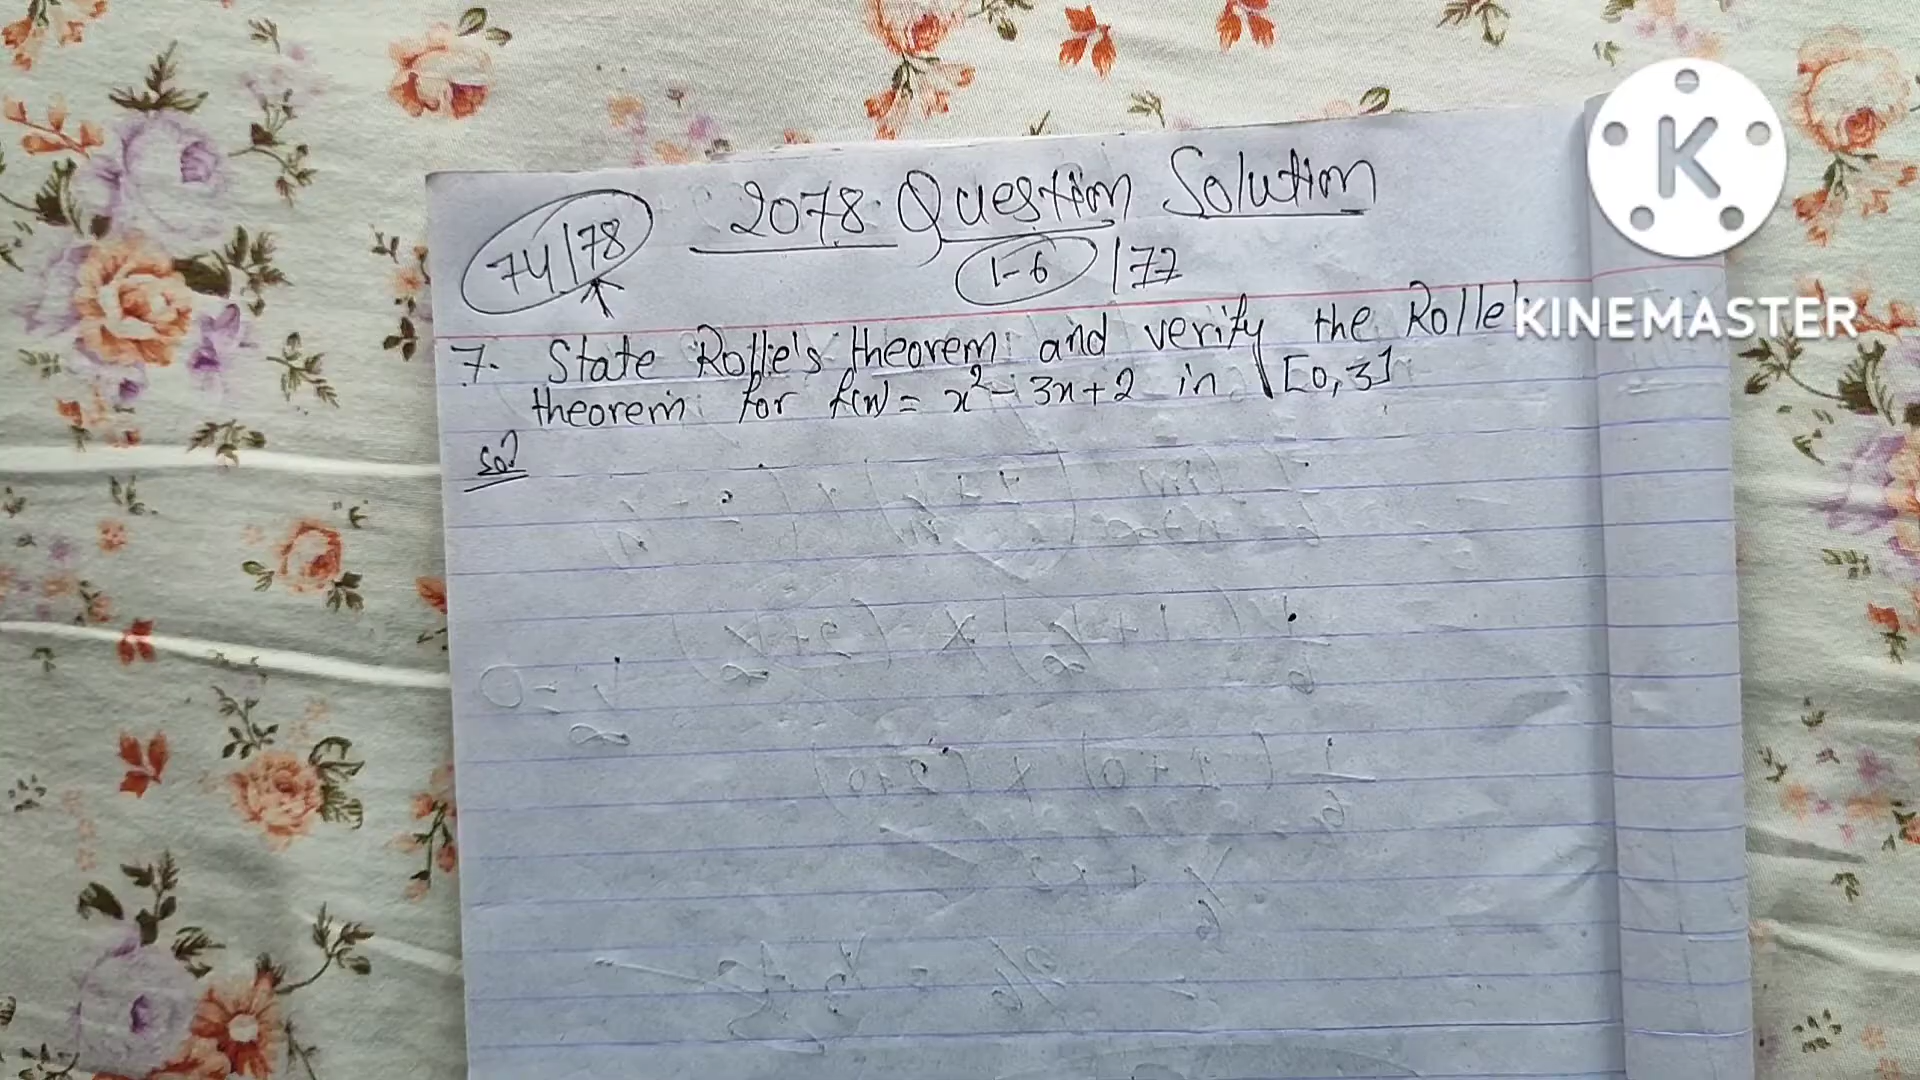 2078 Question Solution
74/78
1-6 /77
7. State Rolle's theorem and verify the Rolle's
theorem for f(x) = x² - 3x + 2 in [0,3]
Sol
K
KINEMASTER